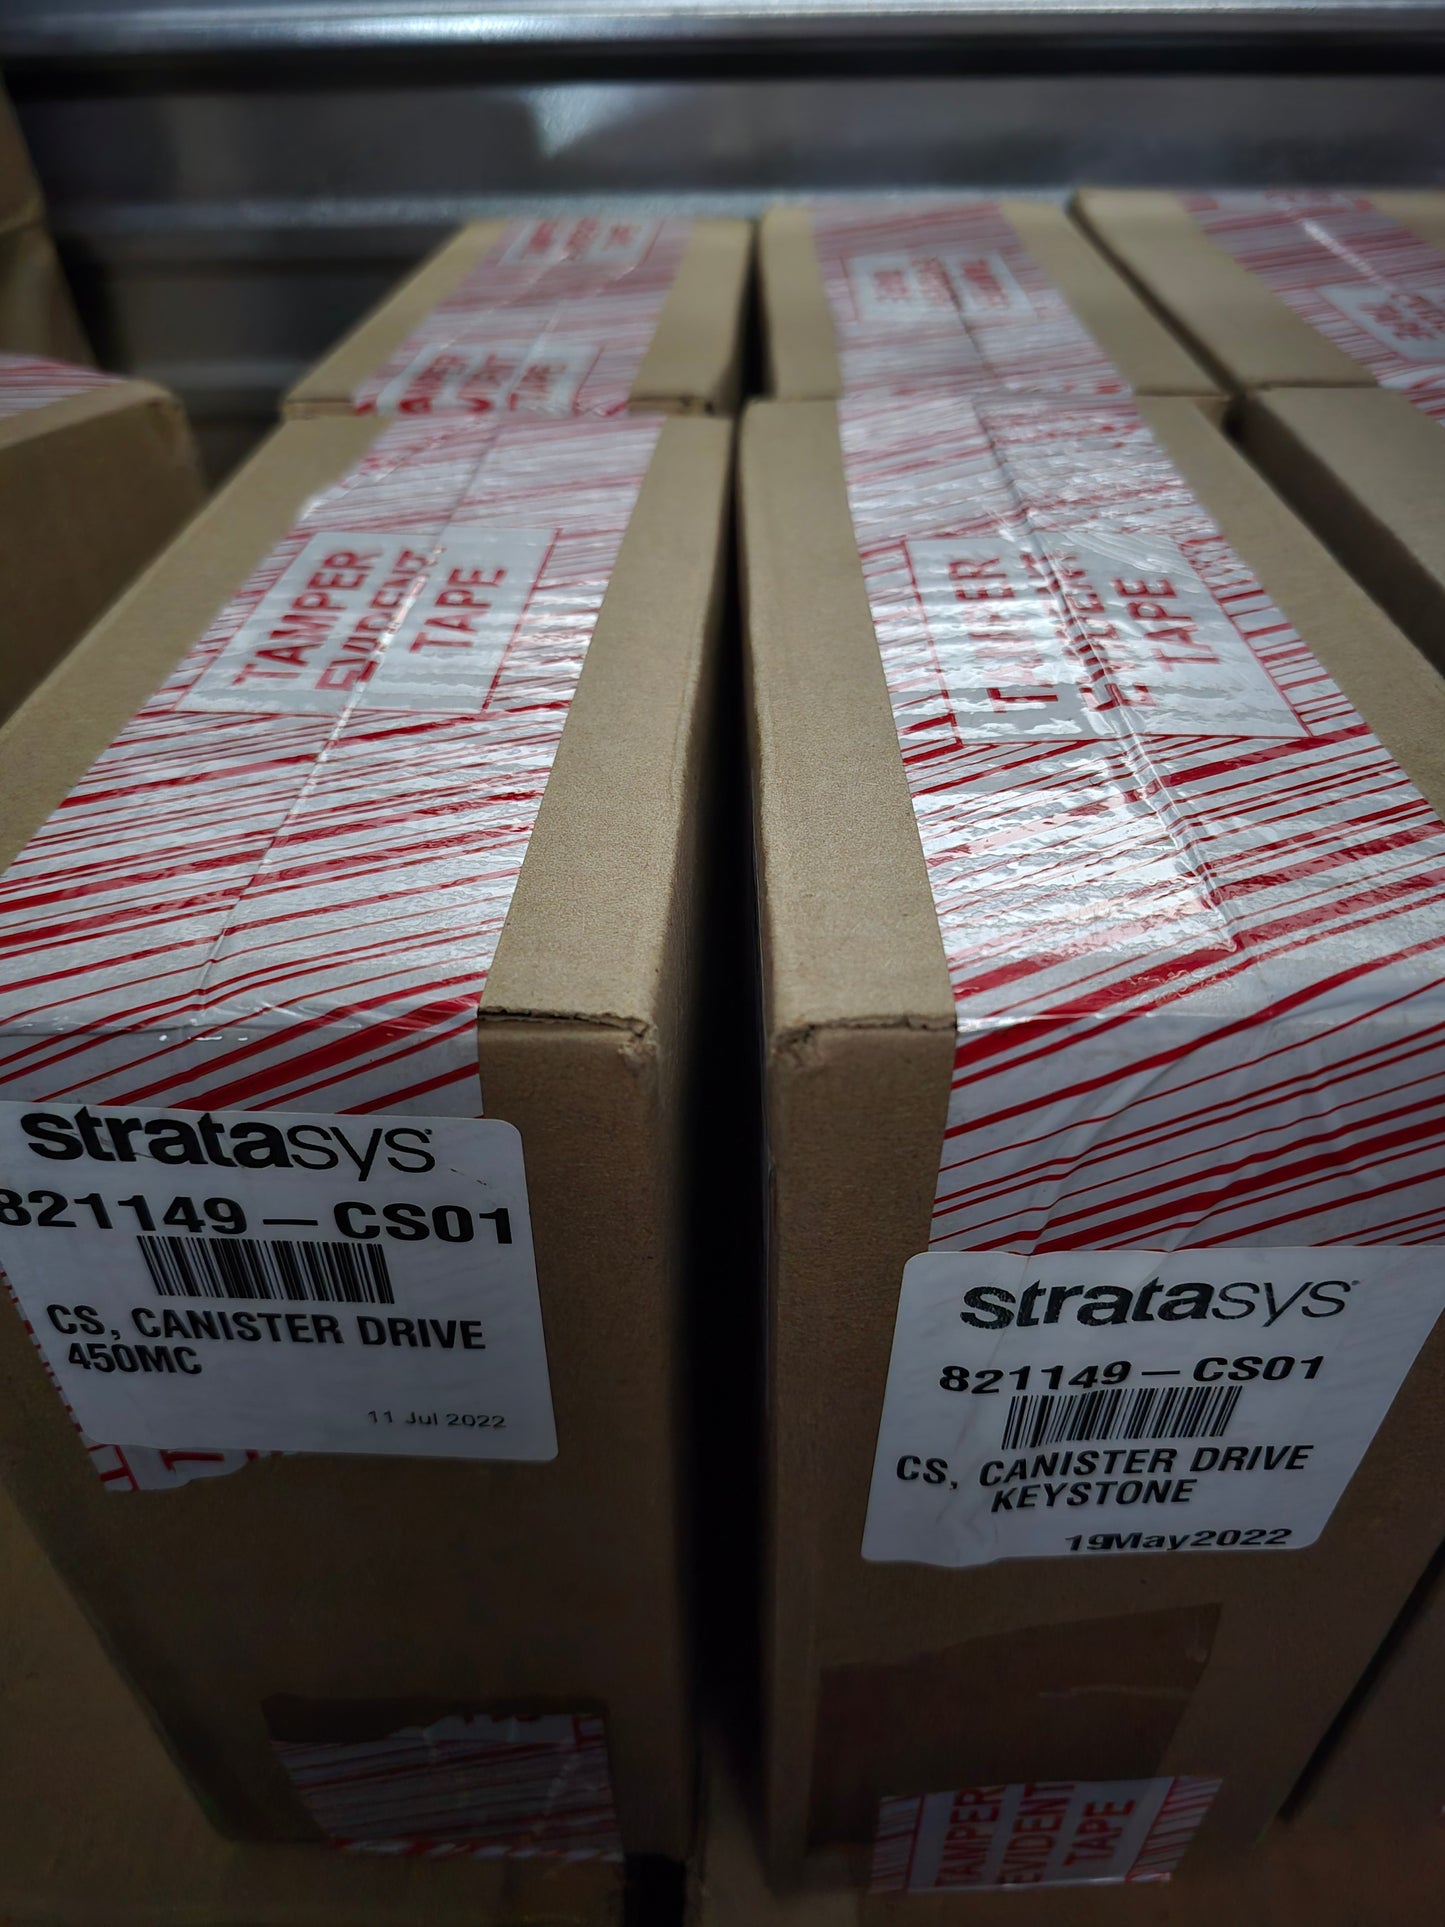 TAMPER
EVIDENT
TAPE
TAMPER
EVIDENT
TAPE
stratasys
821149-CS01
CS, CANISTER DRIVE
450MC
11 Jul 2022
stratasys
821149-CS01
CS, CANISTER DRIVE
KEYSTONE
19May2022
TAMPER
EVIDENT
TAPE